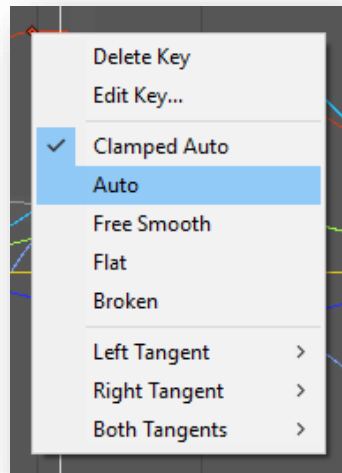 Delete Key
Edit Key...
Clamped Auto
Auto
Free Smooth
Flat
Broken
Left Tangent
Right Tangent
Both Tangents